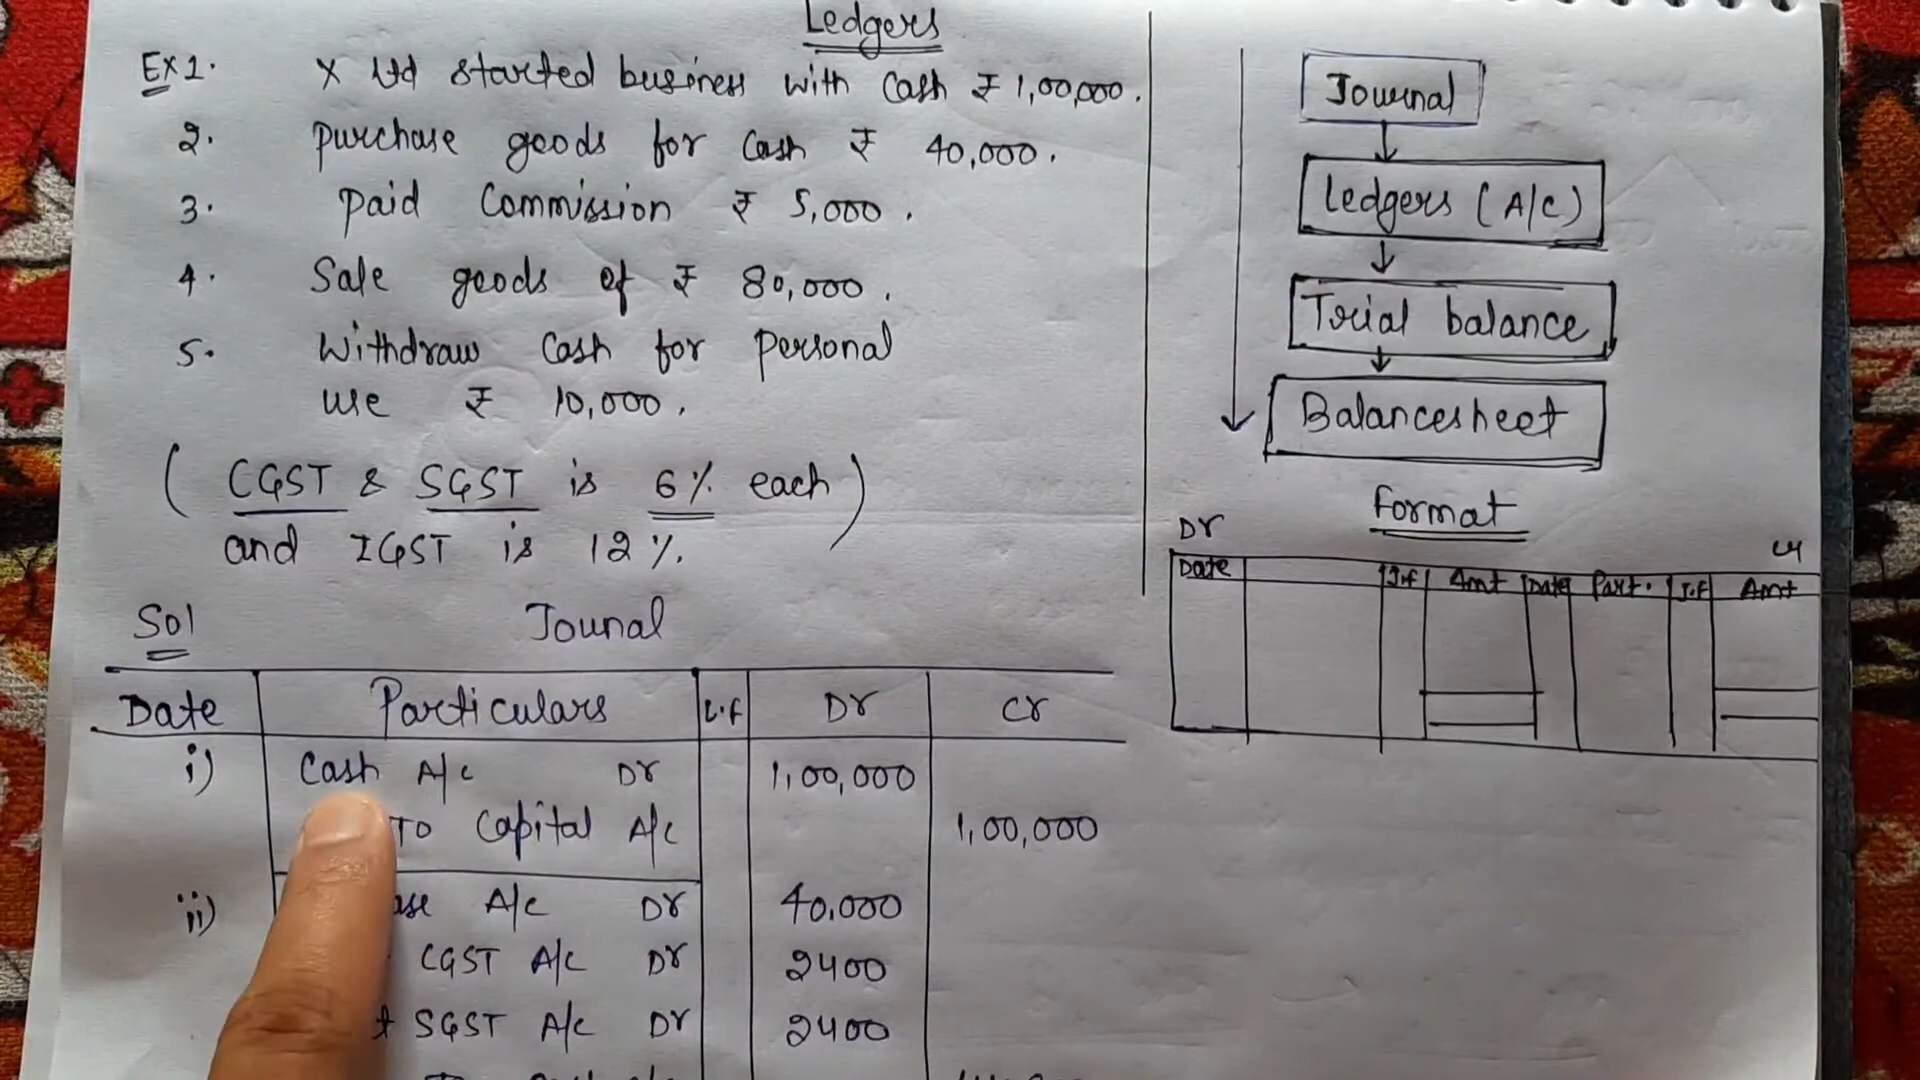 Ledgers
Ex 1. X Ltd started business with Cash ₹ 1,00,000.
2. Purchase goods for Cash ₹ 40,000.
3. Paid Commission ₹ 5,000.
4. Sale goods of ₹ 80,000.
5. Withdraw Cash for Personal
use ₹ 10,000.
( CGST & SGST is 6% each )
and IGST is 12%.
Sol Jounal
Date Particulars L.f Dr Cr
i) Cash A/c Dr 1,00,000
To Capital A/c 1,00,000
ii) A/c Dr 40,000
CGST A/c Dr 2400
SGST A/c Dr 2400
Journal
Ledgers (A/c)
Trial balance
Balancesheet
Format
Dr Cr
Date J.f Amt Date Part. J.F Amt